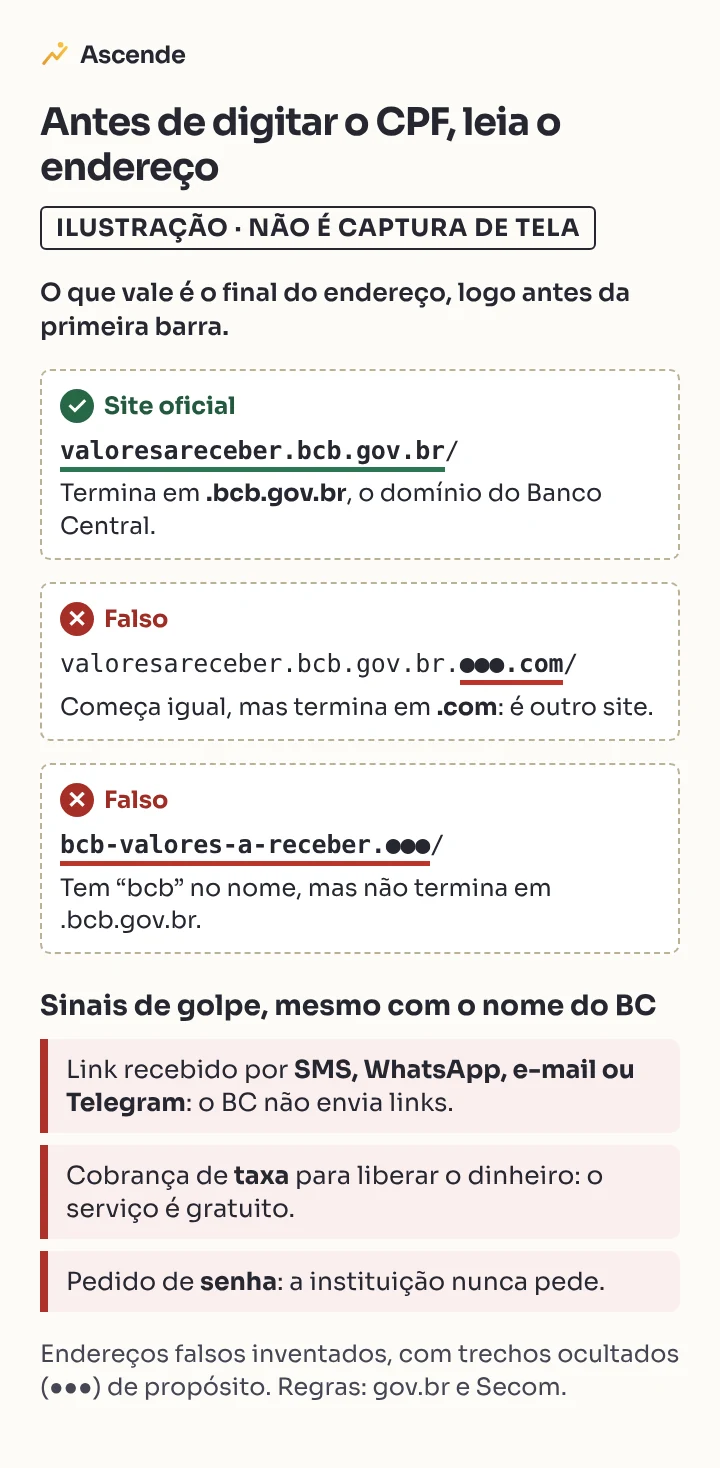 Ascende
Antes de digitar o CPF, leia o
endereço
ILUSTRAÇÃO · NÃO É CAPTURA DE TELA
O que vale é o final do endereço, logo antes da
primeira barra.
Site oficial
valoresareceber.bcb.gov.br/
Termina em .bcb.gov.br, o domínio do Banco
Central.
Falso
valoresareceber.bcb.gov.br.●●●.com/
Começa igual, mas termina em .com: é outro site.
Falso
bcb-valores-a-receber.●●●/
Tem “bcb” no nome, mas não termina em
.bcb.gov.br.
Sinais de golpe, mesmo com o nome do BC
Link recebido por SMS, WhatsApp, e-mail ou
Telegram: o BC não envia links.
Cobrança de taxa para liberar o dinheiro: o
serviço é gratuito.
Pedido de senha: a instituição nunca pede.
Endereços falsos inventados, com trechos ocultados
(●●●) de propósito. Regras: gov.br e Secom.